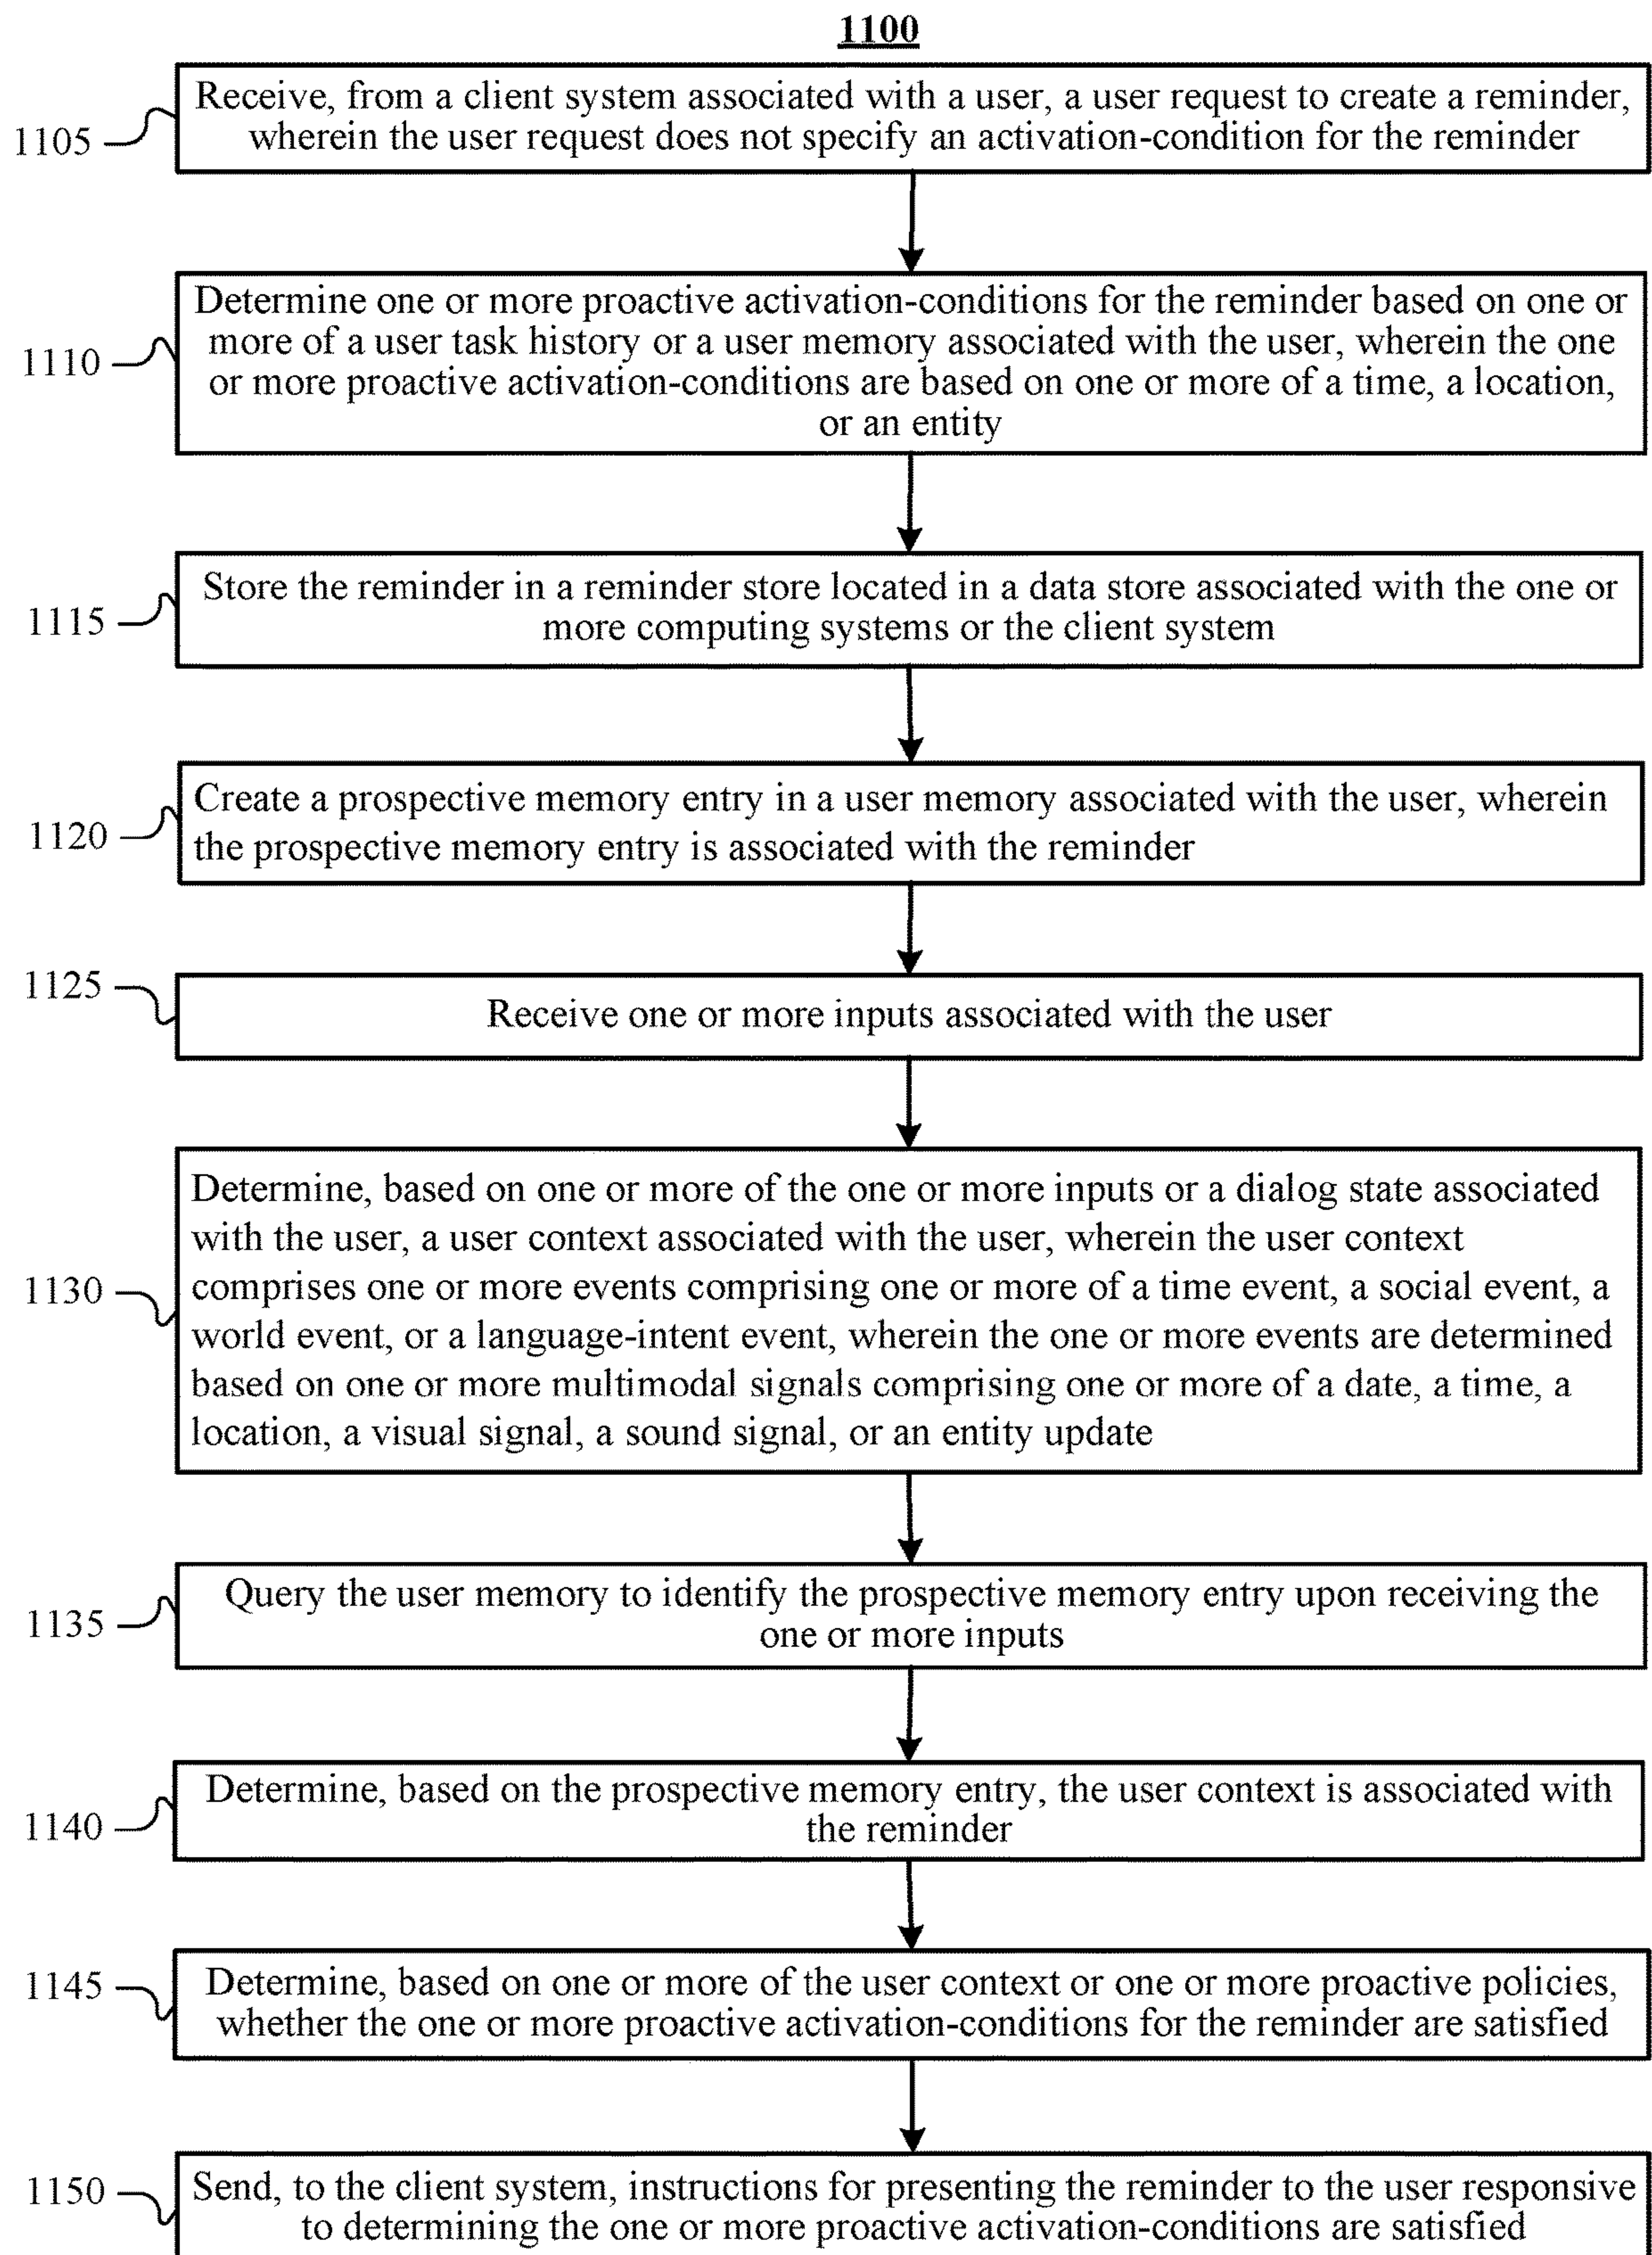 1100
1105
Receive, from a client system associated with a user, a user request to create a reminder,
wherein the user request does not specify an activation-condition for the reminder
1110
Determine one or more proactive activation-conditions for the reminder based on one or
more of a user task history or a user memory associated with the user, wherein the one
or more proactive activation-conditions are based on one or more of a time, a location,
or an entity
1115
Store the reminder in a reminder store located in a data store associated with the one or
more computing systems or the client system
1120
Create a prospective memory entry in a user memory associated with the user, wherein
the prospective memory entry is associated with the reminder
1125
Receive one or more inputs associated with the user
1130
Determine, based on one or more of the one or more inputs or a dialog state associated
with the user, a user context associated with the user, wherein the user context
comprises one or more events comprising one or more of a time event, a social event, a
world event, or a language-intent event, wherein the one or more events are determined
based on one or more multimodal signals comprising one or more of a date, a time, a
location, a visual signal, a sound signal, or an entity update
1135
Query the user memory to identify the prospective memory entry upon receiving the
one or more inputs
1140
Determine, based on the prospective memory entry, the user context is associated with
the reminder
1145
Determine, based on one or more of the user context or one or more proactive policies,
whether the one or more proactive activation-conditions for the reminder are satisfied
1150
Send, to the client system, instructions for presenting the reminder to the user responsive
to determining the one or more proactive activation-conditions are satisfied